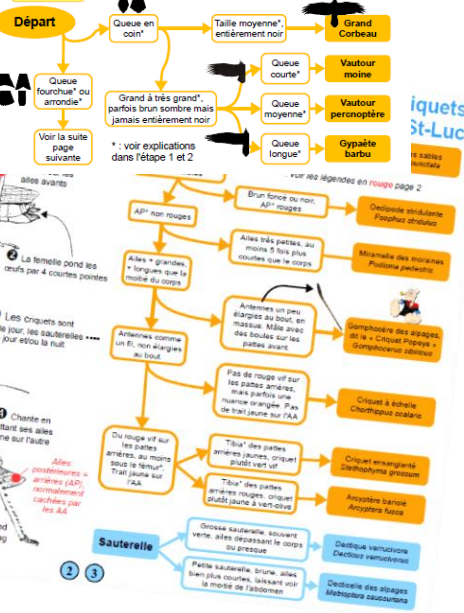 Départ
Queue en
coin*
Taille moyenne*,
entièrement noir
Grand
Corbeau
Queue
fourchue* ou
arrondie*
Grand à très grand*,
parfois brun sombre mais
jamais entièrement noir
Queue
courte*
Vautour
moine
Queue
moyenne*
Vautour
percnoptère
Voir la suite
page
suivante
* : voir explications
dans l'étape 1 et 2
Queue
longue*
Gypaète
barbu
iquets
St-Luc
es sables
voir les légendes en rouge page 2
ailes avants
AP* non rouges
Brun foncé ou noir,
AP* rouges
Oedipode stridulante
Psophus stridulus
2 La femelle pond les
œufs par 4 courtes pointes
Ailes + grandes,
+ longues que la
moitié du corps
Ailes très petites, au
moins 5 fois plus
courtes que le corps
Miramelle des moraines
Podisma pedestris
Les criquets sont
le jour, les sauterelles
jour et/ou la nuit
Antennes comme
un fil, non élargies
au bout
Antennes un peu
élargies au bout, en
massue. Mâle avec
des boules sur les
pattes avant
Gomphocère des alpages,
dit le « Criquet Popeye »
Gomphocerus sibiricus
Pas de rouge vif sur
les pattes arrières,
mais parfois une
nuance orangée. Pas
de trait jaune sur l'AA
Criquet à échelle
Chorthippus scalaris
4 Chante en
ttant ses ailes
ne sur l'autre
Du rouge vif sur
les pattes
arrières, au moins
sous le fémur*.
Trait jaune sur
l'AA
Tibia* des pattes
arrières jaunes, criquet
plutôt vert vif
Criquet ensanglanté
Stethophyma grossum
Ailes
postérieures =
arrières (AP),
normalement
cachées par
les AA
Tibia* des pattes
arrières rouges, criquet
plutôt jaune à vert-olive
Arcyptère bariolé
Arcyptera fusca
Sauterelle
Grosse sauterelle, souvent
verte, ailes dépassant le corps
ou presque
Dectique verrucivore
Decticus verrucivorus
2 3
Petite sauterelle, brune, ailes
bien plus courtes, laissant voir
la moitié de l'abdomen
Decticelle des alpages
Metrioptera saussuriana